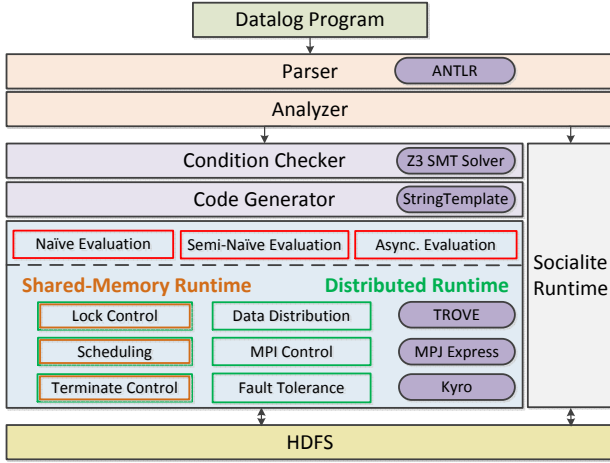 Datalog Program
Parser ANTLR
Analyzer
Condition Checker Z3 SMT Solver
Code Generator StringTemplate
Naïve Evaluation Semi-Naïve Evaluation Async. Evaluation
Shared-Memory Runtime Distributed Runtime
Lock Control Data Distribution TROVE
Scheduling MPI Control MPJ Express
Terminate Control Fault Tolerance Kyro
Socialite
Runtime
HDFS